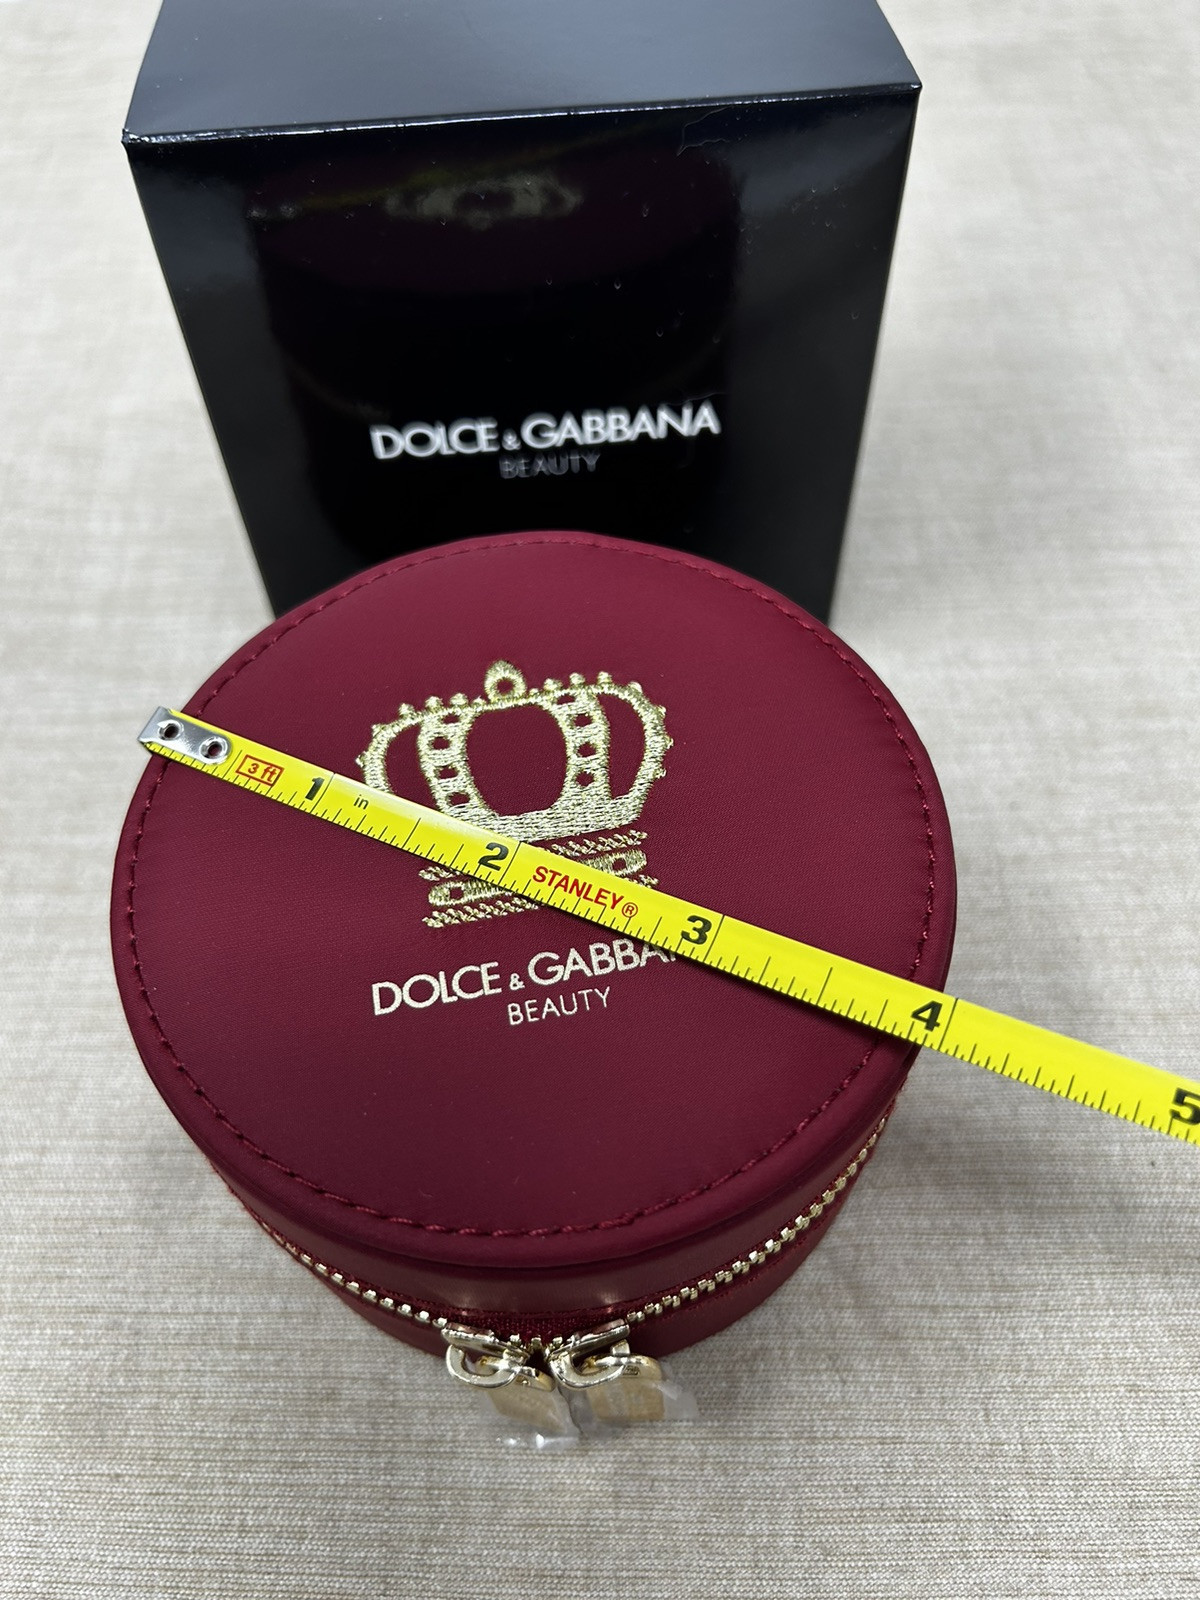 DOLCE & GABBANA
BEAUTY
3 ft 1 in 2 STANLEY® 3 4 5
DOLCE & GABBA
BEAUTY